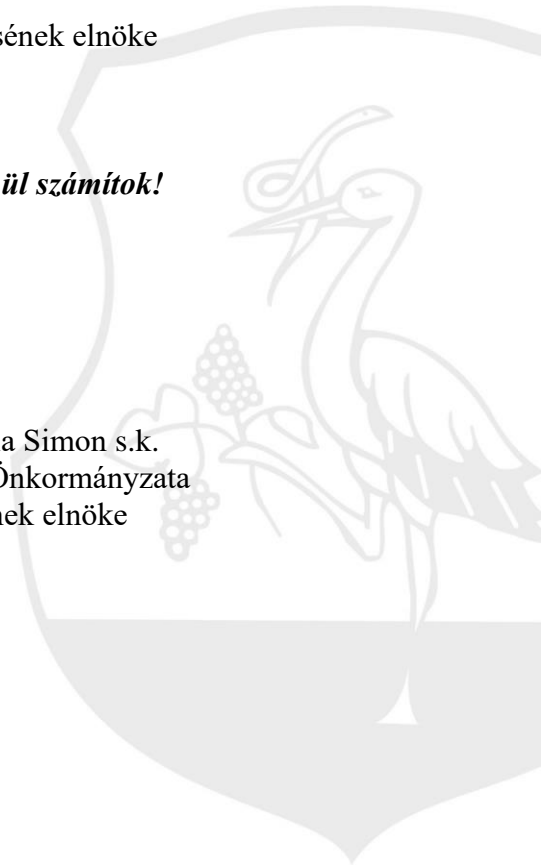 sének elnöke
ül számítok!
a Simon s.k.
Önkormányzata
nek elnöke